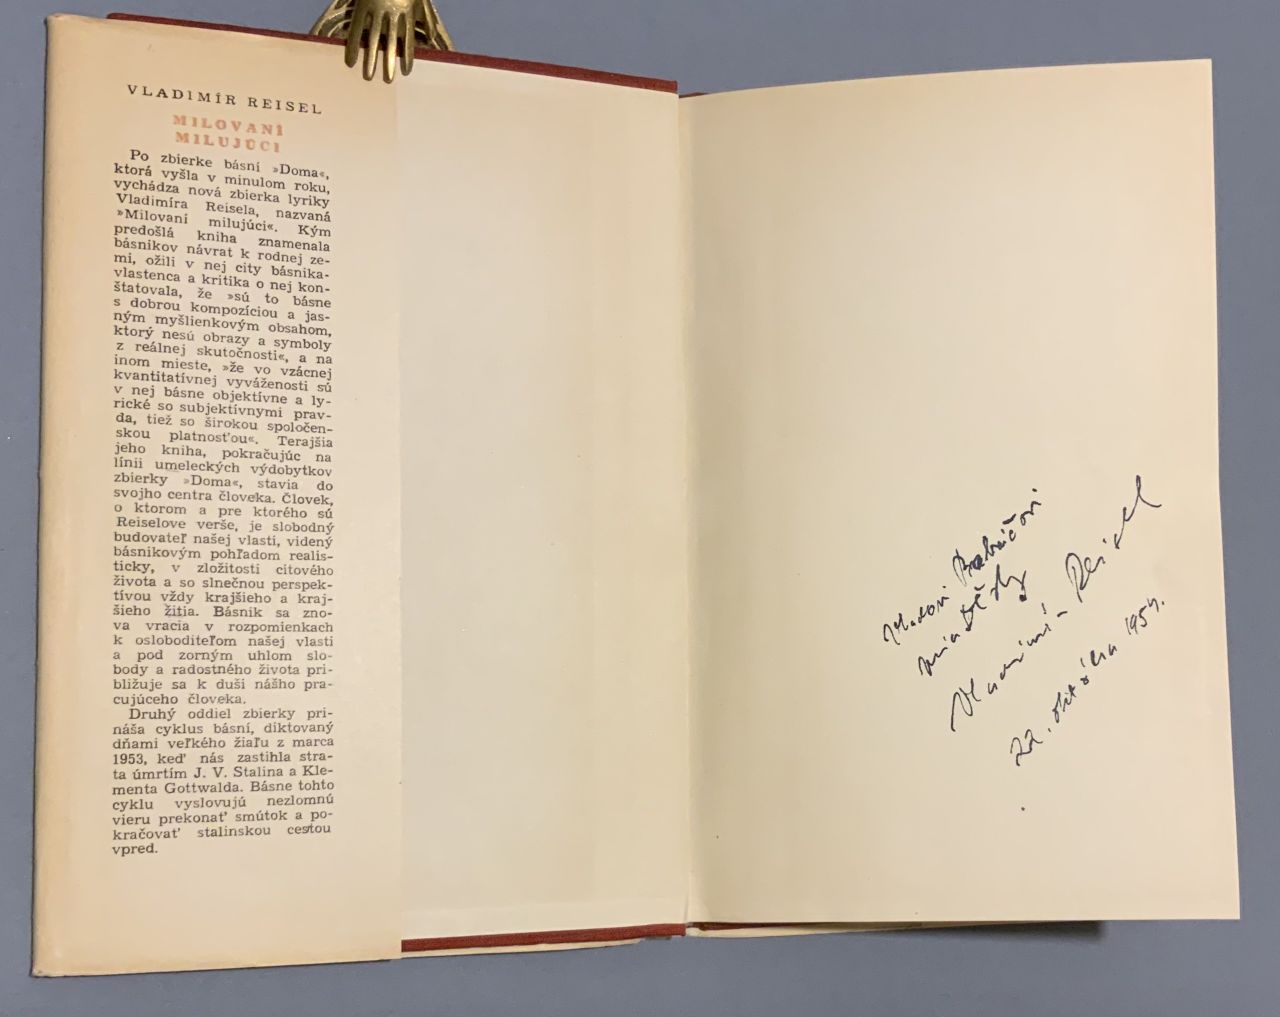 VLADIMÍR REISEL
MILOVANÍ
MILUJÚCI
Po zbierke básní »Doma«,
ktorá vyšla v minulom roku,
vychádza nová zbierka lyriky
Vladimíra Reisela, nazvaná
»Milovaní milujúci«. Kým
predošlá kniha znamenala
básnikov návrat k rodnej ze-
mi, ožili v nej city básnika-
vlastenca a kritika o nej kon-
štatovala, že »sú to básne
s dobrou kompozíciou a jas-
ným myšlienkovým obsahom,
ktorý nesú obrazy a symboly
z reálnej skutočnosti«, a na
inom mieste, »že vo vzácnej
kvantitatívnej vyváženosti sú
v nej básne objektívne a ly-
rické so subjektívnymi prav-
da, tiež so širokou spoločen-
skou platnosťou«. Terajšia
jeho kniha, pokračujúc na
línii umeleckých výdobytkov
zbierky »Doma«, stavia do
svojho centra človeka. Človek,
o ktorom a pre ktorého sú
Reiselove verše, je slobodný
budovateľ našej vlasti, videný
básnikovým pohľadom realis-
ticky, v zložitosti citového
života a so slnečnou perspek-
tívou vždy krajšieho a kraj-
šieho žitia. Básnik sa zno-
va vracia v rozpomienkach
k osloboditeľom našej vlasti
a pod zorným uhlom slo-
body a radostného života pri-
bližuje sa k duši nášho pra-
cujúceho človeka.
Druhý oddiel zbierky pri-
náša cyklus básní, diktovaný
dňami veľkého žiaľu z marca
1953, keď nás zastihla stra-
ta úmrtím J. V. Stalina a Kle-
menta Gottwalda. Básne tohto
cyklu vyslovujú nezlomnú
vieru prekonať smútok a po-
kračovať stalinskou cestou
vpred.
Vladimír Reisel
22. októbra 1954.